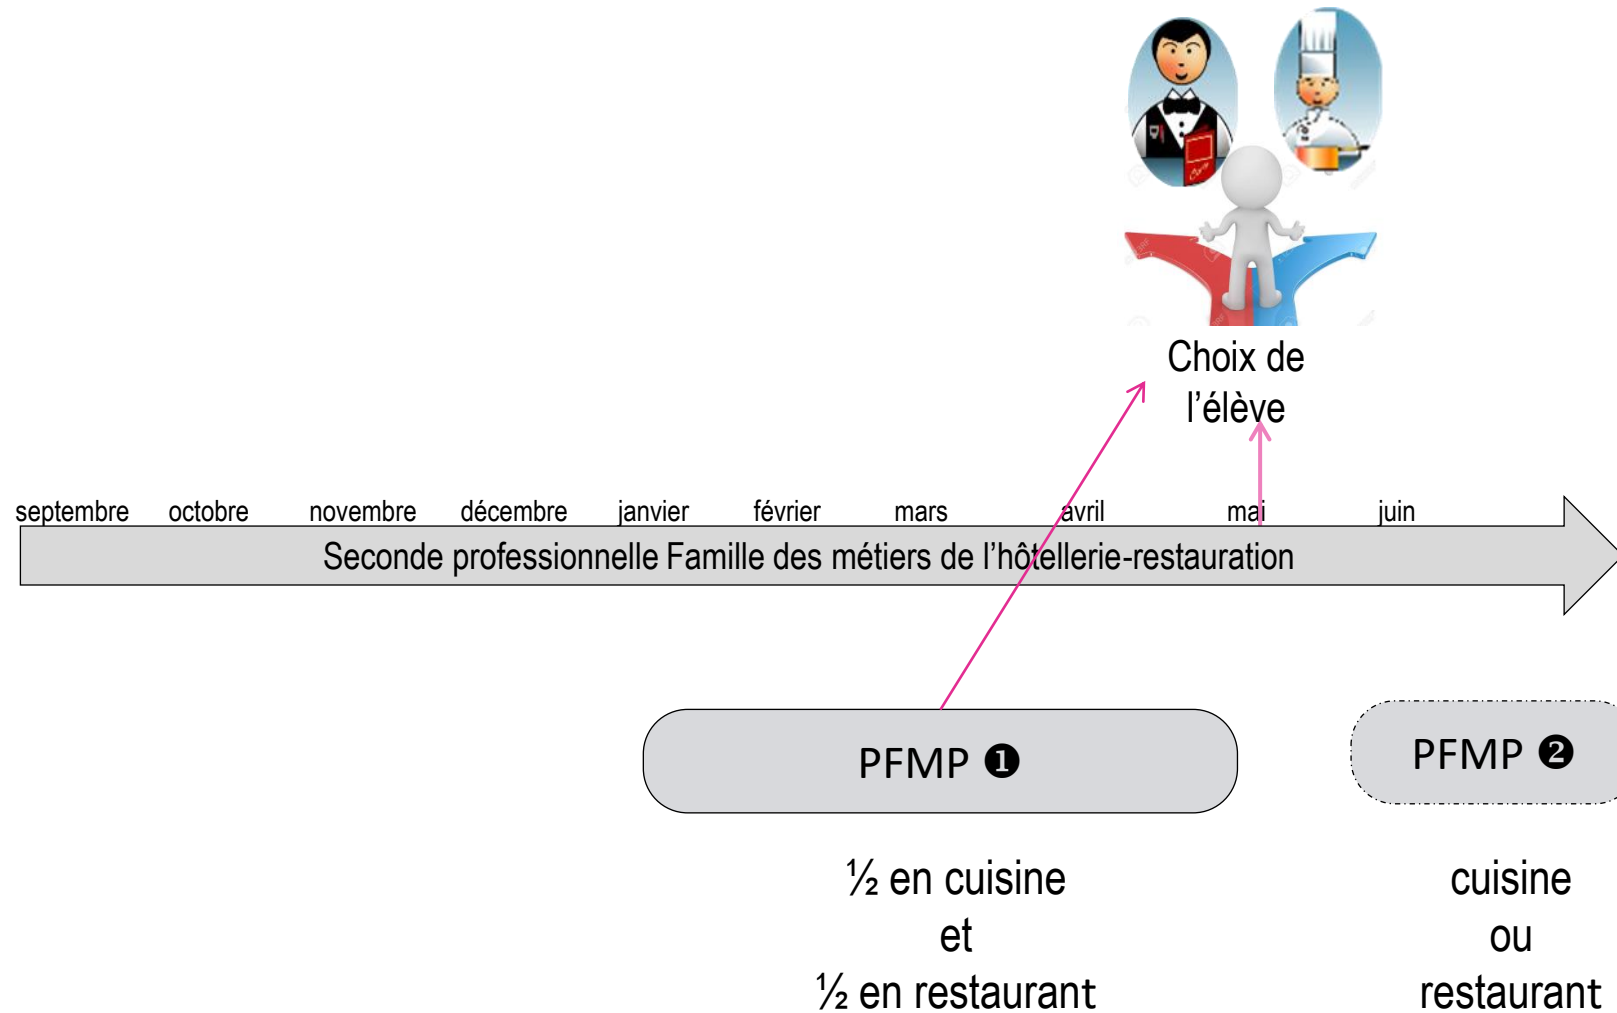 Carte
Choix de
l’élève
septembre octobre novembre décembre janvier février mars avril mai juin
Seconde professionnelle Famille des métiers de l’hôtellerie-restauration
PFMP ❶
PFMP ❷
½ en cuisine
et
½ en restaurant
cuisine
ou
restaurant